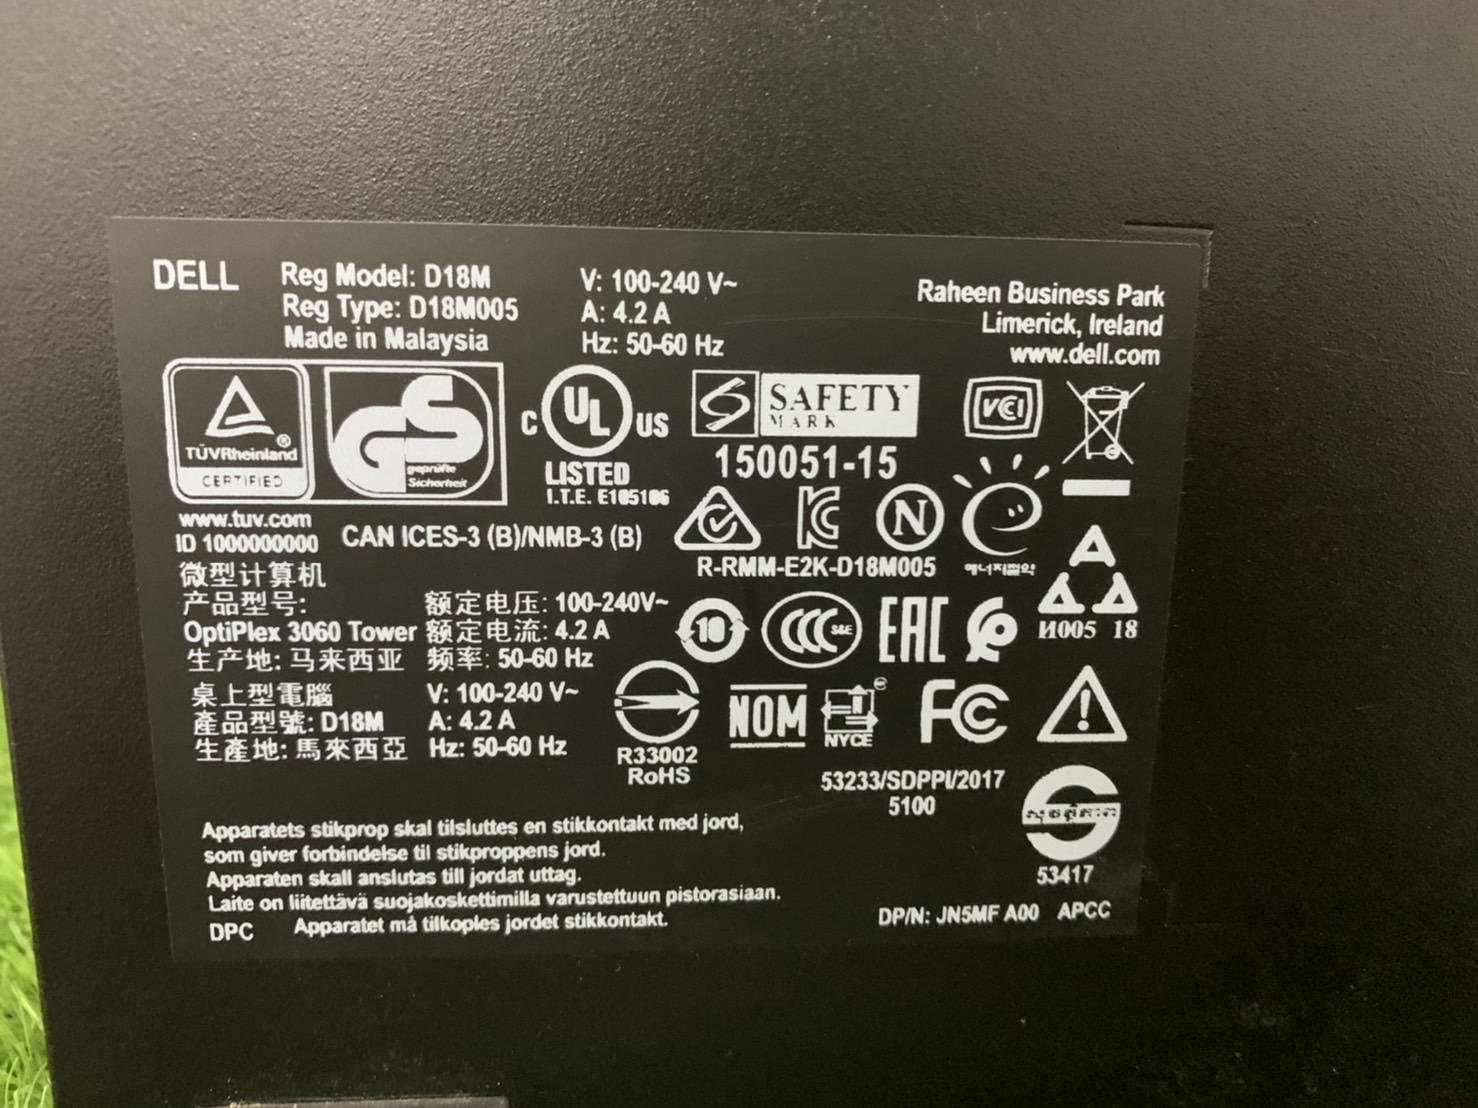 DELL
Reg Model: D18M
Reg Type: D18M005
Made in Malaysia
V: 100-240 V~
A: 4.2 A
Hz: 50-60 Hz
Raheen Business Park
Limerick, Ireland
www.dell.com
TÜVRheinland®
CERTIFIED
GS
geprüfte
Sicherheit
C UL US
LISTED
I.T.E. E105106
SAFETY
MARK
VCI
150051-15
www.tuv.com
ID 1000000000
CAN ICES-3 (B)/NMB-3 (B)
KC
N
R-RMM-E2K-D18M005
에너지절약
微型计算机
产品型号:
OptiPlex 3060 Tower
生产地: 马来西亚
额定电压: 100-240V~
额定电流: 4.2 A
频率: 50-60 Hz
10
CCC S&E
EAC
И005 18
桌上型電腦
產品型號: D18M
生產地: 馬來西亞
V: 100-240 V~
A: 4.2 A
Hz: 50-60 Hz
R33002
RoHS
NOM
NYCE
FC
53233/SDPPI/2017
5100
53417
Apparatets stikprop skal tilsluttes en stikkontakt med jord,
som giver forbindelse til stikproppens jord.
Apparaten skall anslutas till jordat uttag.
Laite on liitettävä suojakoskettimilla varustettuun pistorasiaan.
DPC Apparatet må tilkoples jordet stikkontakt.
DP/N: JN5MF A00 APCC